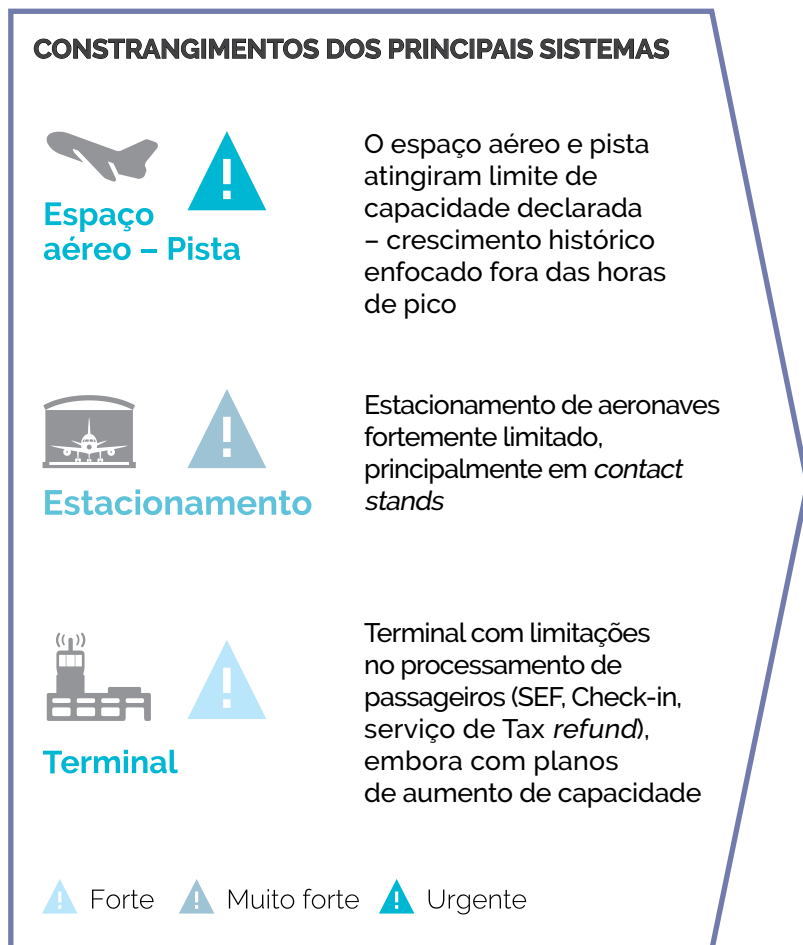 CONSTRANGIMENTOS DOS PRINCIPAIS SISTEMAS
Espaço
aéreo – Pista
O espaço aéreo e pista
atingiram limite de
capacidade declarada
– crescimento histórico
enfocado fora das horas
de pico
Estacionamento
Estacionamento de aeronaves
fortemente limitado,
principalmente em contact
stands
Terminal
Terminal com limitações
no processamento de
passageiros (SEF, Check-in,
serviço de Tax refund),
embora com planos
de aumento de capacidade
Forte Muito forte Urgente